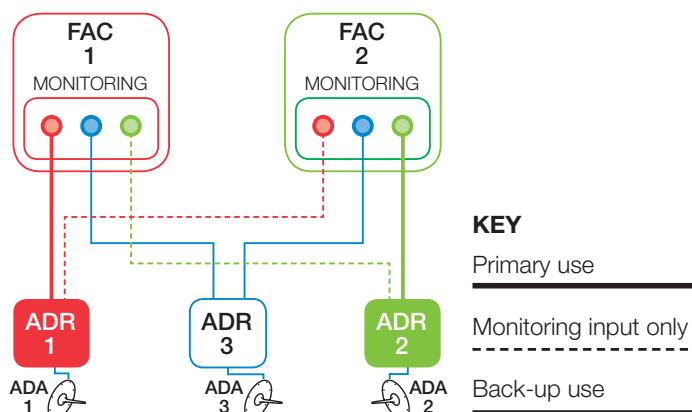 FAC
1
MONITORING
FAC
2
MONITORING
KEY
Primary use
Monitoring input only
Back-up use
ADR
1
ADR
3
ADR
2
ADA
1
ADA
3
ADA
2